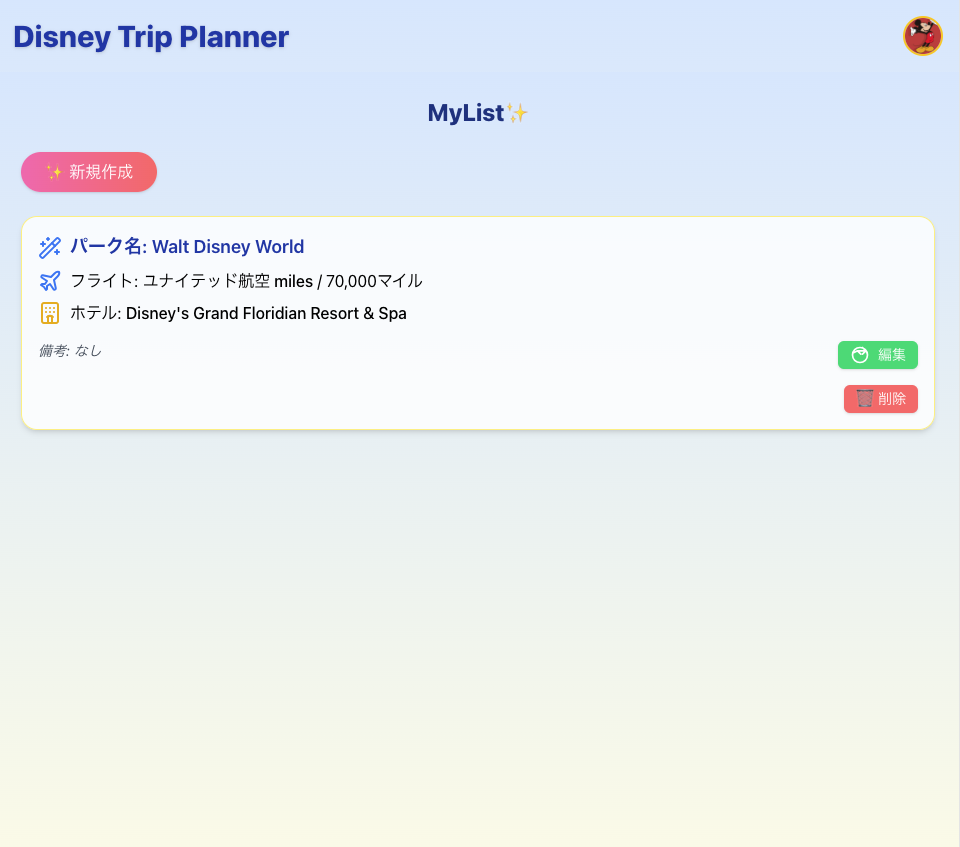 Disney Trip Planner
MyList✨
✨ 新規作成
パーク名: Walt Disney World
フライト: ユナイテッド航空 miles / 70,000マイル
ホテル: Disney's Grand Floridian Resort & Spa
備考: なし
編集
削除